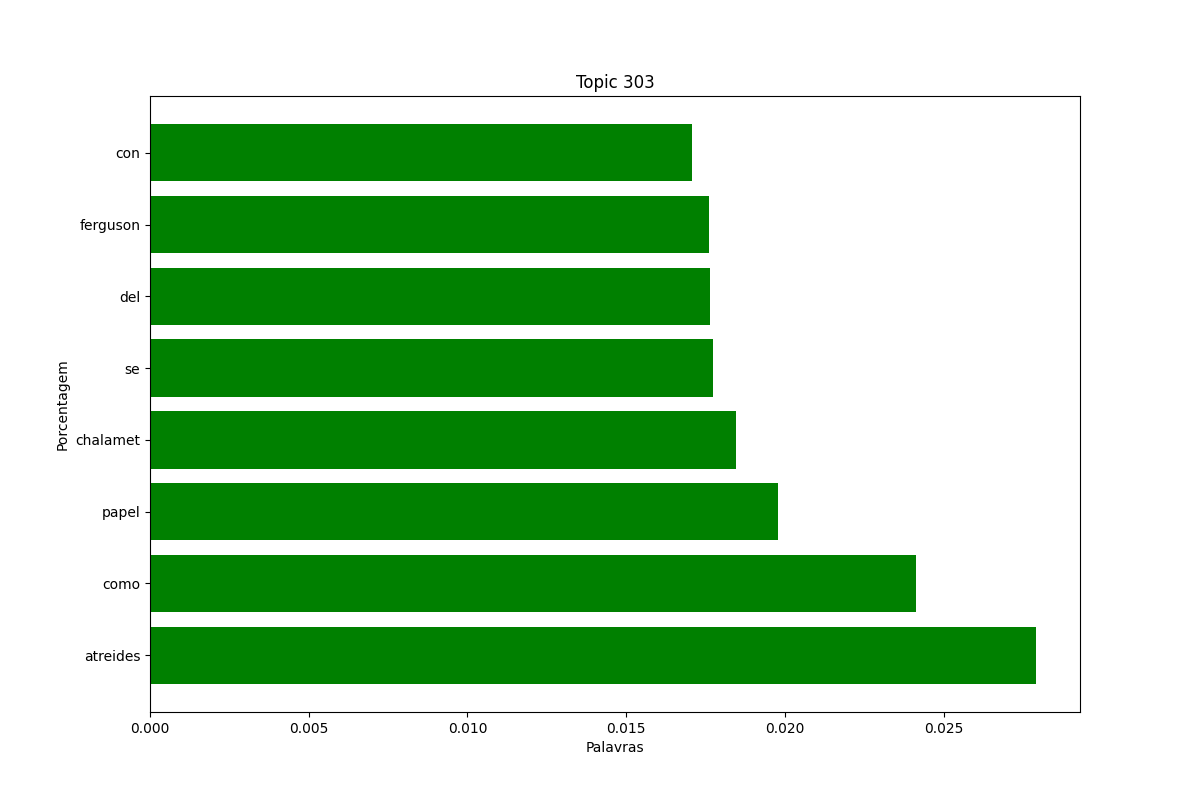 Topic 303
con
ferguson
del
se
chalamet
papel
como
atreides
Porcentagem
0.000 0.005 0.010 0.015 0.020 0.025
Palavras